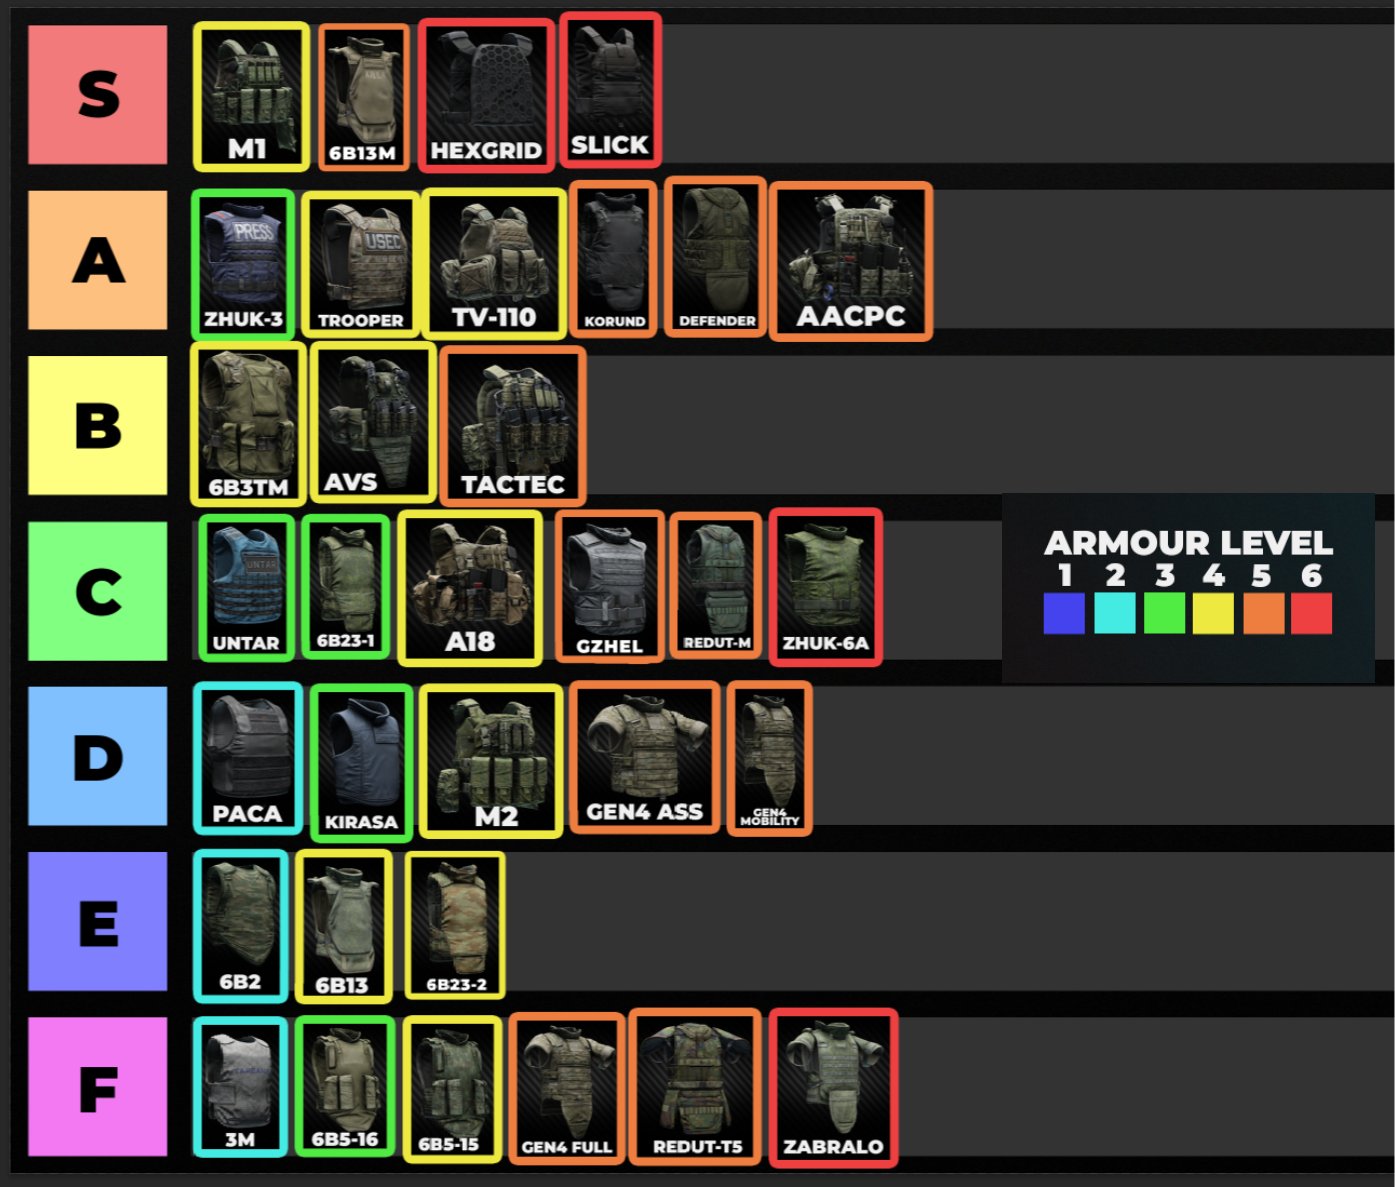 S
M1
6B13M
HEXGRID
SLICK
A
PRESS
ZHUK-3
USEC
TROOPER
TV-110
KORUND
DEFENDER
AACPC
B
6B3TM
AVS
TACTEC
C
UNTAR
UNTAR
6B23-1
A18
GZHEL
REDUT-M
ZHUK-6A
ARMOUR LEVEL
1 2 3 4 5 6
D
PACA
KIRASA
M2
GEN4 ASS
GEN4
MOBILITY
E
6B2
6B13
6B23-2
F
3M
6B5-16
6B5-15
GEN4 FULL
REDUT-T5
ZABRALO